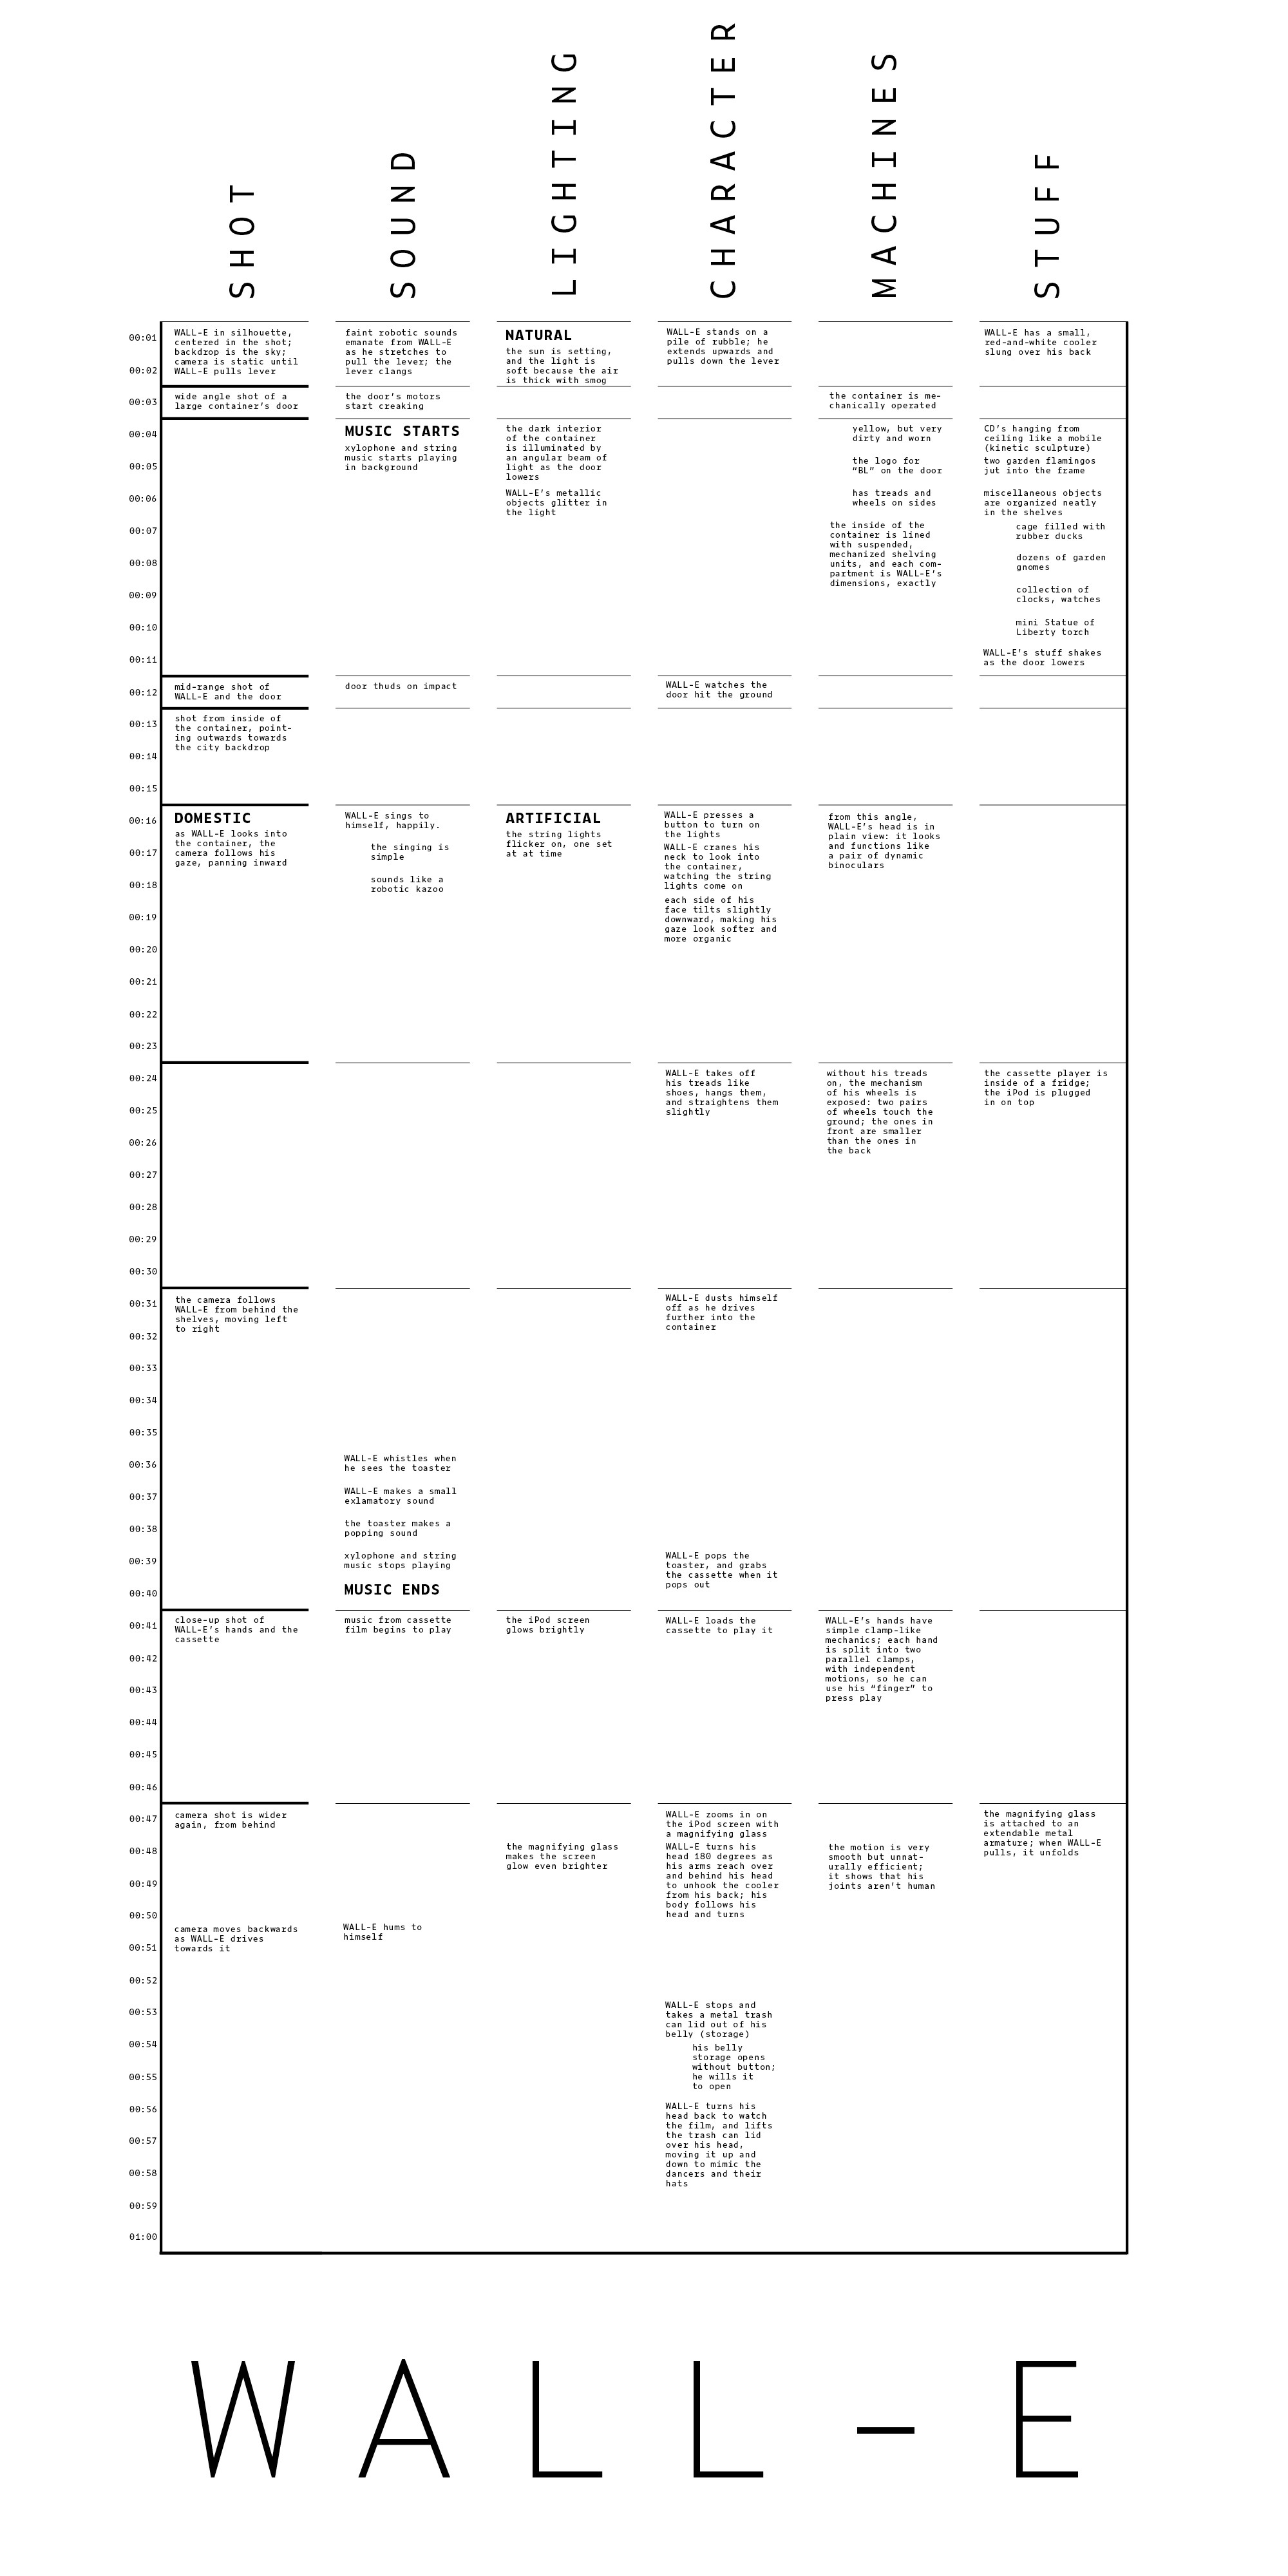 SHOT
SOUND
LIGHTING
CHARACTER
MACHINES
STUFF
00:01
00:02
WALL-E in silhouette,
centered in the shot;
backdrop is the sky;
camera is static until
WALL-E pulls lever
faint robotic sounds
emanate from WALL-E
as he stretches to
pull the lever; the
lever clangs
NATURAL
the sun is setting,
and the light is
soft because the air
is thick with smog
WALL-E stands on a
pile of rubble; he
extends upwards and
pulls down the lever
WALL-E has a small,
red-and-white cooler
slung over his back
00:03
wide angle shot of a
large container's door
the door's motors
start creaking
the container is me-
chanically operated
00:04
00:05
00:06
00:07
00:08
00:09
00:10
00:11
MUSIC STARTS
xylophone and string
music starts playing
in background
the dark interior
of the container
is illuminated by
an angular beam of
light as the door
lowers
WALL-E's metallic
objects glitter in
the light
yellow, but very
dirty and worn
the logo for
“BL” on the door
has treads and
wheels on sides
the inside of the
container is lined
with suspended,
mechanized shelving
units, and each com-
partment is WALL-E's
dimensions, exactly
CD's hanging from
ceiling like a mobile
(kinetic sculpture)
two garden flamingos
jut into the frame
miscellaneous objects
are organized neatly
in the shelves
cage filled with
rubber ducks
dozens of garden
gnomes
collection of
clocks, watches
mini Statue of
Liberty torch
WALL-E's stuff shakes
as the door lowers
00:12
mid-range shot of
WALL-E and the door
door thuds on impact
WALL-E watches the
door hit the ground
00:13
00:14
00:15
shot from inside of
the container, point-
ing outwards towards
the city backdrop
00:16
00:17
00:18
00:19
00:20
00:21
00:22
00:23
DOMESTIC
as WALL-E looks into
the container, the
camera follows his
gaze, panning inward
WALL-E sings to
himself, happily.
the singing is
simple
sounds like a
robotic kazoo
ARTIFICIAL
the string lights
flicker on, one set
at at time
WALL-E presses a
button to turn on
the lights
WALL-E cranes his
neck to look into
the container,
watching the string
lights come on
each side of his
face tilts slightly
downward, making his
gaze look softer and
more organic
from this angle,
WALL-E's head is in
plain view: it looks
and functions like
a pair of dynamic
binoculars
00:24
00:25
00:26
00:27
00:28
00:29
00:30
WALL-E takes off
his treads like
shoes, hangs them,
and straightens them
slightly
without his treads
on, the mechanism
of his wheels is
exposed: two pairs
of wheels touch the
ground; the ones in
front are smaller
than the ones in
the back
the cassette player is
inside of a fridge;
the iPod is plugged
in on top
00:31
00:32
00:33
00:34
00:35
00:36
00:37
00:38
00:39
00:40
the camera follows
WALL-E from behind the
shelves, moving left
to right
WALL-E whistles when
he sees the toaster
WALL-E makes a small
exlamatory sound
the toaster makes a
popping sound
xylophone and string
music stops playing
MUSIC ENDS
WALL-E dusts himself
off as he drives
further into the
container
WALL-E pops the
toaster, and grabs
the cassette when it
pops out
00:41
00:42
00:43
00:44
00:45
00:46
close-up shot of
WALL-E's hands and the
cassette
music from cassette
film begins to play
the iPod screen
glows brightly
WALL-E loads the
cassette to play it
WALL-E's hands have
simple clamp-like
mechanics; each hand
is split into two
parallel clamps,
with independent
motions, so he can
use his “finger” to
press play
00:47
00:48
00:49
00:50
00:51
00:52
00:53
00:54
00:55
00:56
00:57
00:58
00:59
01:00
camera shot is wider
again, from behind
camera moves backwards
as WALL-E drives
towards it
WALL-E hums to
himself
the magnifying glass
makes the screen
glow even brighter
WALL-E zooms in on
the iPod screen with
a magnifying glass
WALL-E turns his
head 180 degrees as
his arms reach over
and behind his head
to unhook the cooler
from his back; his
body follows his
head and turns
WALL-E stops and
takes a metal trash
can lid out of his
belly (storage)
his belly
storage opens
without button;
he wills it
to open
WALL-E turns his
head back to watch
the film, and lifts
the trash can lid
over his head,
moving it up and
down to mimic the
dancers and their
hats
the motion is very
smooth but unnat-
urally efficient;
it shows that his
joints aren't human
the magnifying glass
is attached to an
extendable metal
armature; when WALL-E
pulls, it unfolds
WALL-E